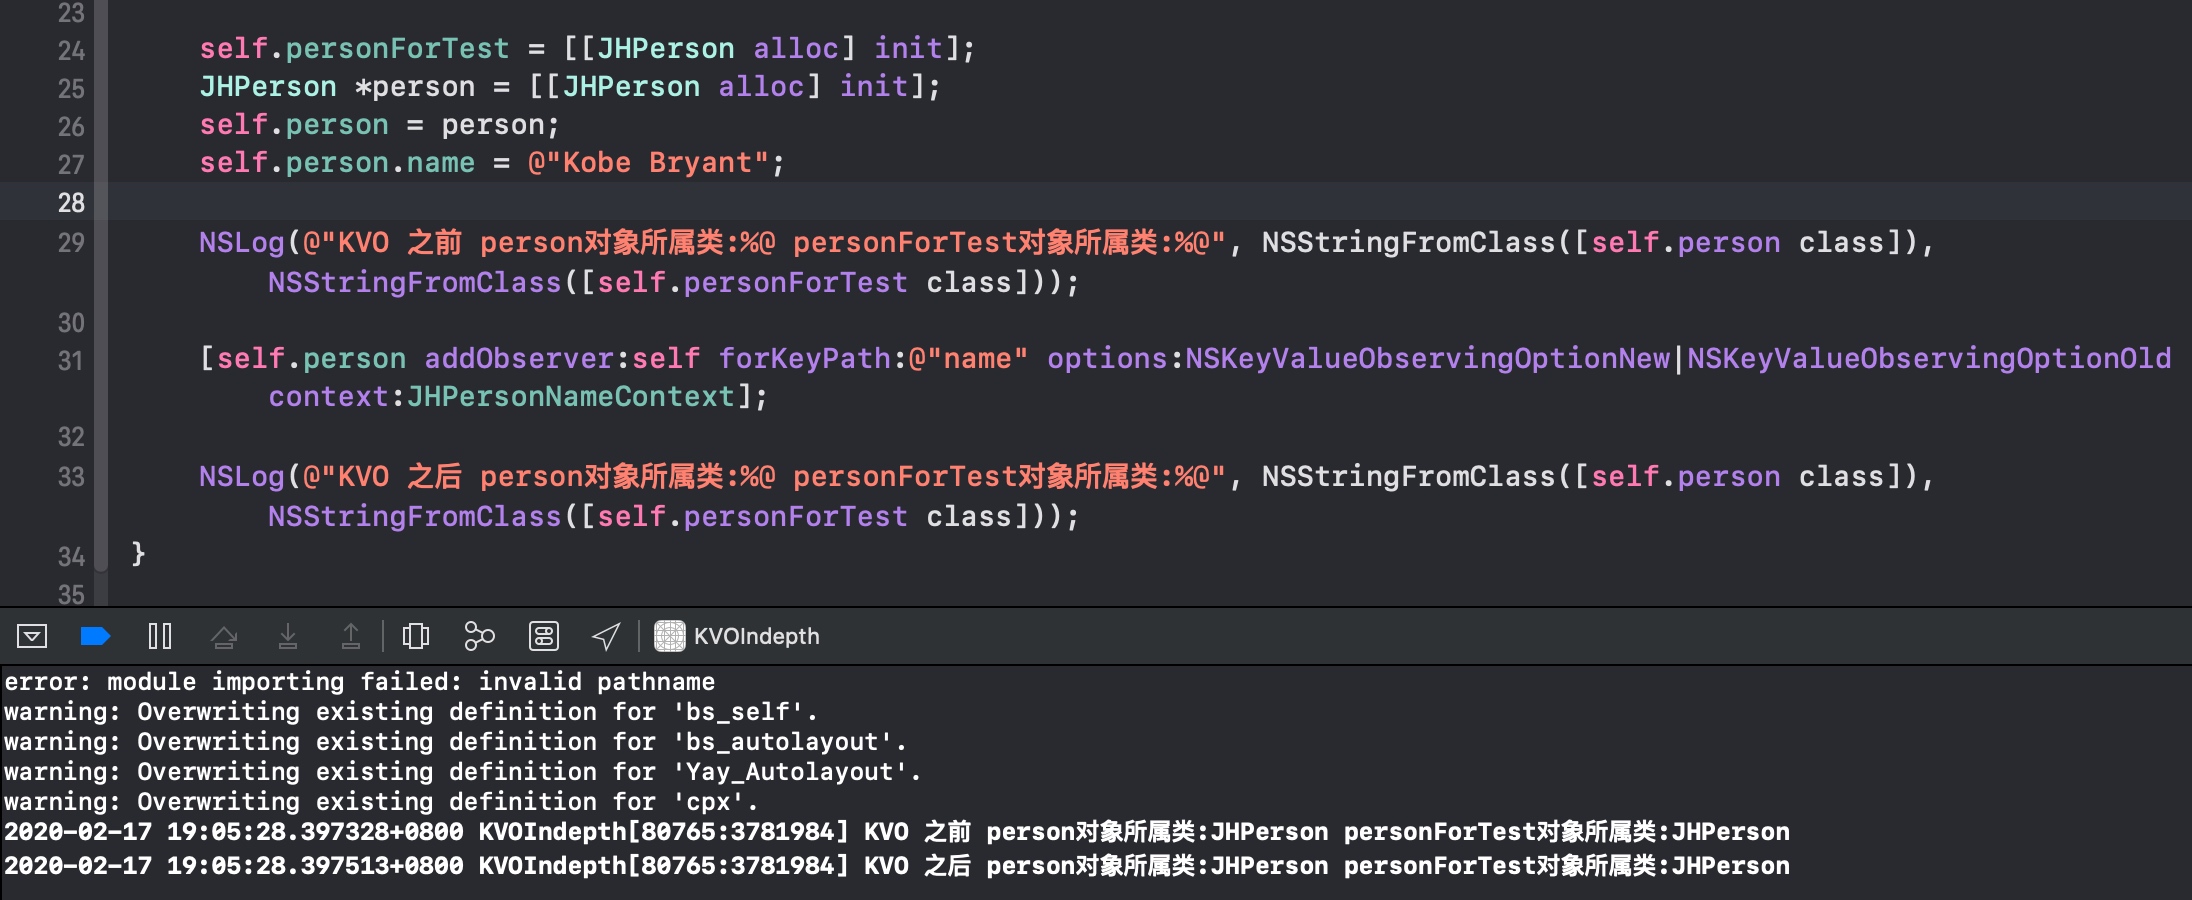 23
24 self.personForTest = [[JHPerson alloc] init];
25 JHPerson *person = [[JHPerson alloc] init];
26 self.person = person;
27 self.person.name = @"Kobe Bryant";
28
29 NSLog(@"KVO 之前 person对象所属类:%@ personForTest对象所属类:%@", NSStringFromClass([self.person class]),
NSStringFromClass([self.personForTest class]));
30
31 [self.person addObserver:self forKeyPath:@"name" options:NSKeyValueObservingOptionNew|NSKeyValueObservingOptionOld
context:JHPersonNameContext];
32
33 NSLog(@"KVO 之后 person对象所属类:%@ personForTest对象所属类:%@", NSStringFromClass([self.person class]),
NSStringFromClass([self.personForTest class]));
34 }
35
KVOIndepth
error: module importing failed: invalid pathname
warning: Overwriting existing definition for 'bs_self'.
warning: Overwriting existing definition for 'bs_autolayout'.
warning: Overwriting existing definition for 'Yay_Autolayout'.
warning: Overwriting existing definition for 'cpx'.
2020-02-17 19:05:28.397328+0800 KVOIndepth[80765:3781984] KVO 之前 person对象所属类:JHPerson personForTest对象所属类:JHPerson
2020-02-17 19:05:28.397513+0800 KVOIndepth[80765:3781984] KVO 之后 person对象所属类:JHPerson personForTest对象所属类:JHPerson